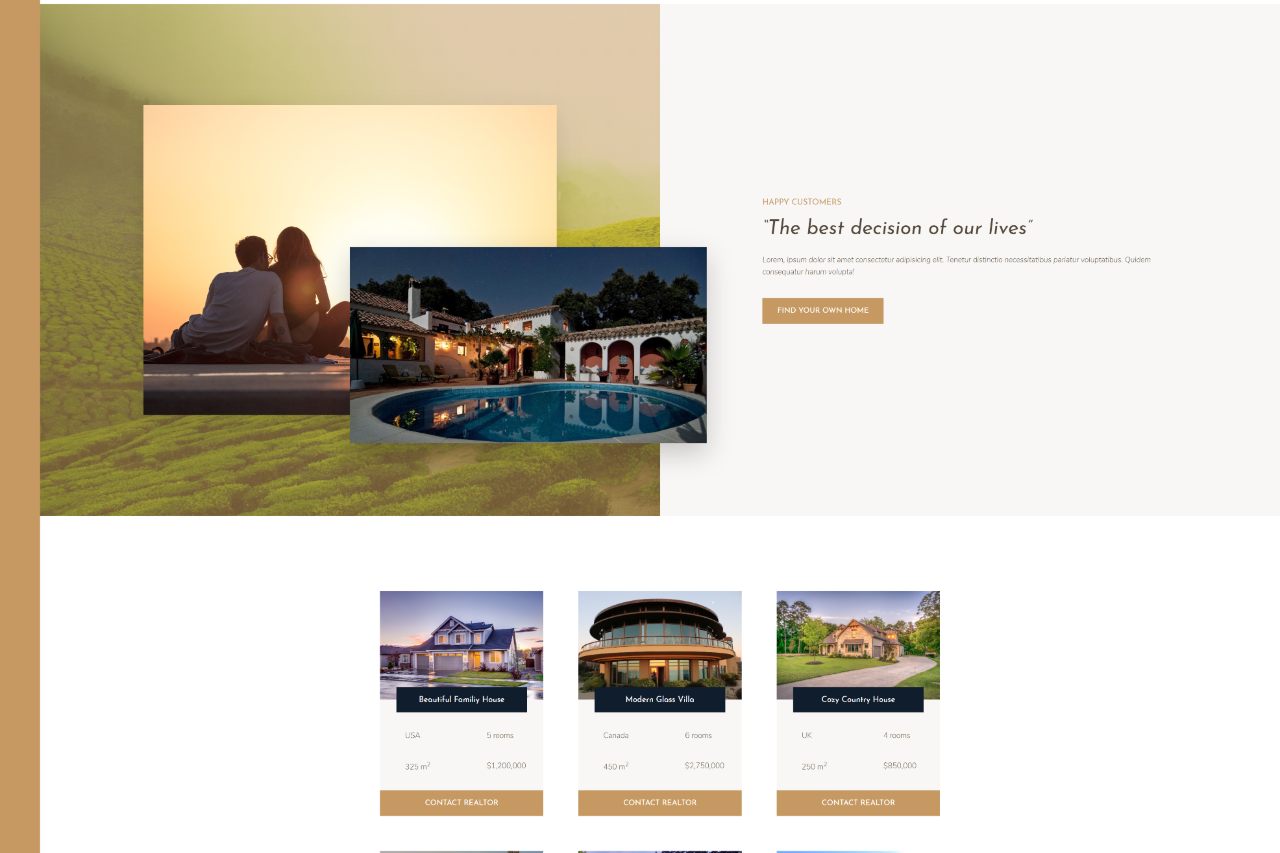 HAPPY CUSTOMERS
“The best decision of our lives”
Lorem, ipsum dolor sit amet consectetur adipisicing elit. Tenetur distinctio necessitatibus pariatur voluptatibus. Quidem
consequatur harum volupta!
FIND YOUR OWN HOME
Beautiful Familiy House
Modern Glass Villa
Cozy Country House
USA
5 rooms
Canada
6 rooms
UK
4 rooms
325 m²
$1,200,000
450 m²
$2,750,000
250 m²
$850,000
CONTACT REALTOR
CONTACT REALTOR
CONTACT REALTOR